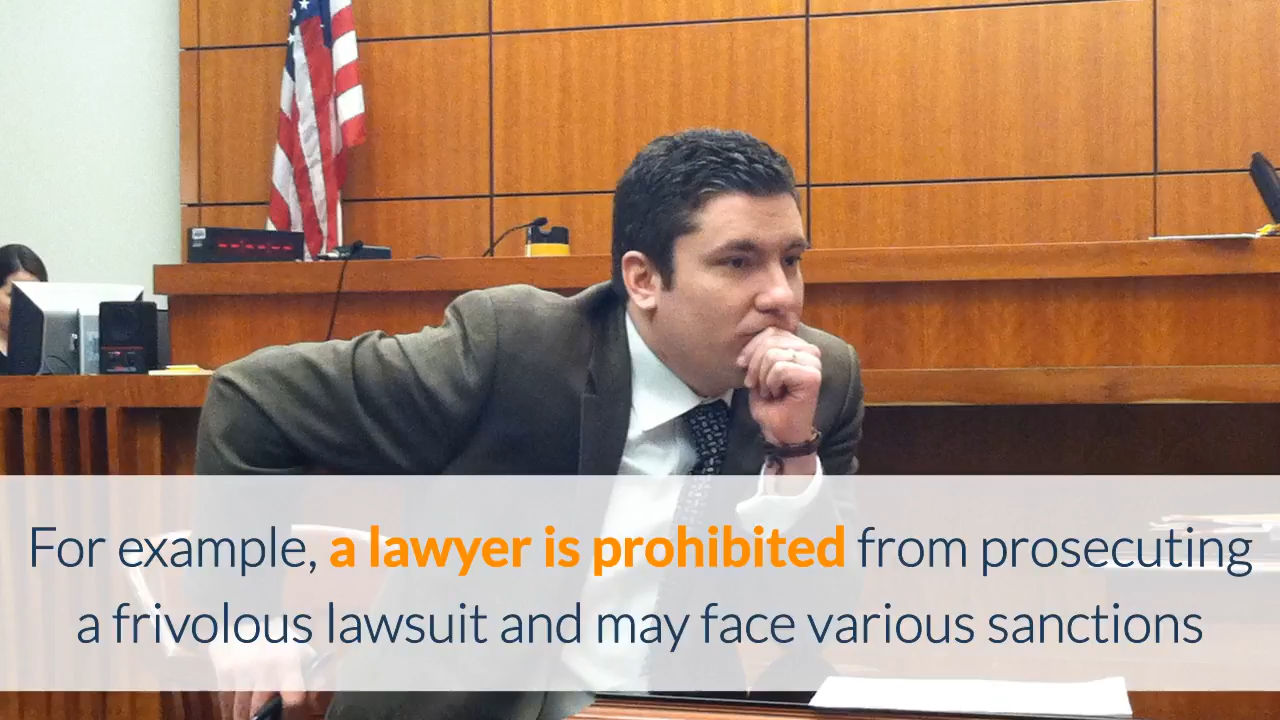 For example, a lawyer is prohibited from prosecuting
a frivolous lawsuit and may face various sanctions